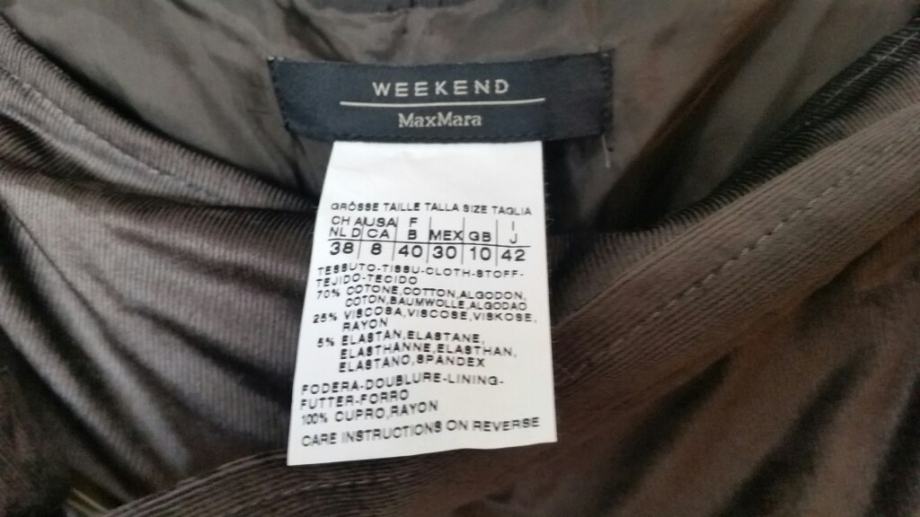 WEEKEND
MaxMara
GRÖSSE TAILLE TALLA SIZE TAGLIA
CH A USA F I
NL D CA B MEX GB J
38 8 40 30 10 42
TESSUTO-TISSU-CLOTH-STOFF-
TEJIDO-TECIDO
70% COTONE,COTTON,ALGODON,
COTON,BAUMWOLLE,ALGODAO
25% VISCOSA,VISCOSE,VISKOSE,
RAYON
5% ELASTAN,ELASTANE,
ELASTHANNE,ELASTHAN,
ELASTANO,SPANDEX
FODERA-DOUBLURE-LINING-
FUTTER-FORRO
100% CUPRO,RAYON
CARE INSTRUCTIONS ON REVERSE